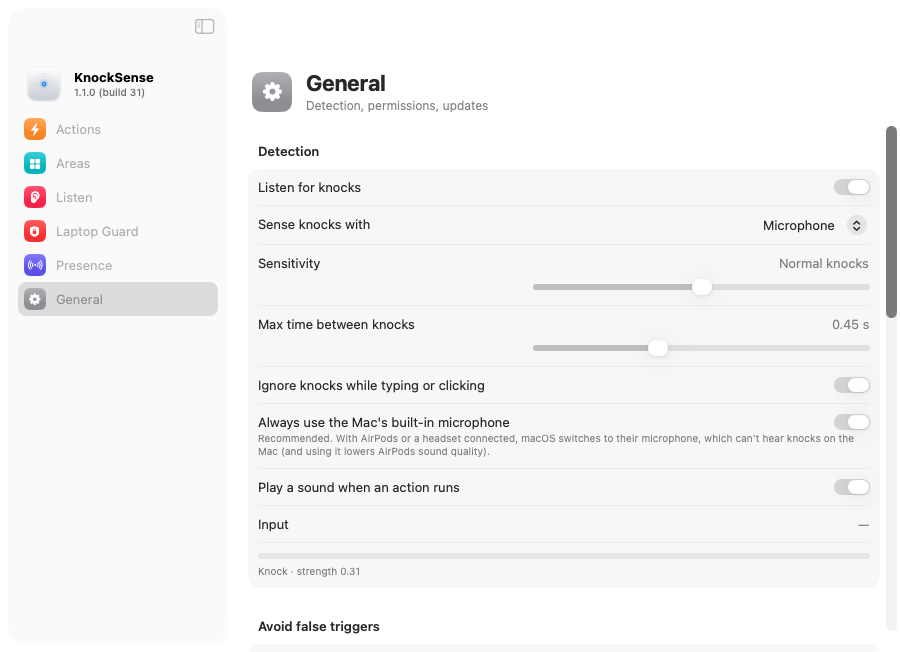 KnockSense
1.1.0 (build 31)
Actions
Areas
Listen
Laptop Guard
Presence
General
General
Detection, permissions, updates
Detection
Listen for knocks
Sense knocks with
Microphone
Sensitivity
Normal knocks
Max time between knocks
0.45 s
Ignore knocks while typing or clicking
Always use the Mac's built-in microphone
Recommended. With AirPods or a headset connected, macOS switches to their microphone, which can't hear knocks on the
Mac (and using it lowers AirPods sound quality).
Play a sound when an action runs
Input
—
Knock · strength 0.31
Avoid false triggers